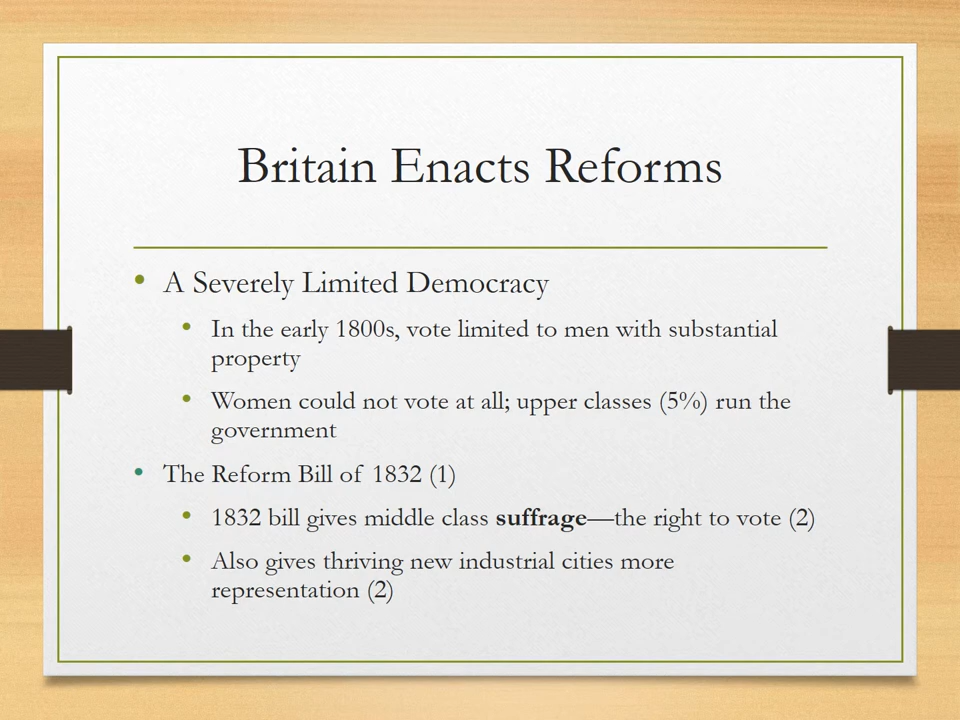 Britain Enacts Reforms
• A Severely Limited Democracy
• In the early 1800s, vote limited to men with substantial
property
• Women could not vote at all; upper classes (5%) run the
government
• The Reform Bill of 1832 (1)
• 1832 bill gives middle class suffrage—the right to vote (2)
• Also gives thriving new industrial cities more
representation (2)